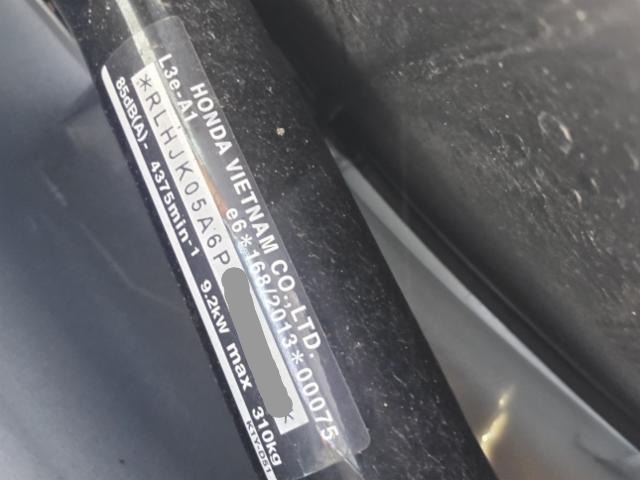 HONDA VIETNAM CO.,LTD.
L3e-A1 e6*168/2013*00075
*RLHJK05A6P
85dB(A)- 4375min-1 9.2kW max 310kg